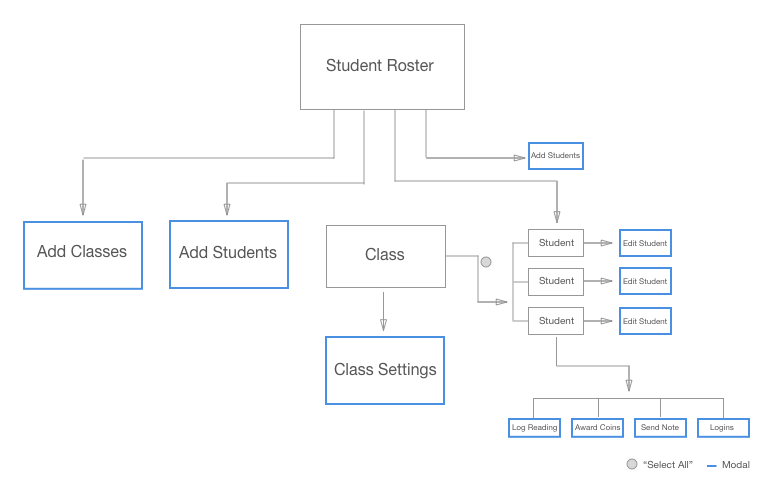 Student Roster
Add Students
Add Classes
Add Students
Class
Student
Edit Student
Student
Edit Student
Student
Edit Student
Class Settings
Log Reading
Award Coins
Send Note
Logins
“Select All”
Modal